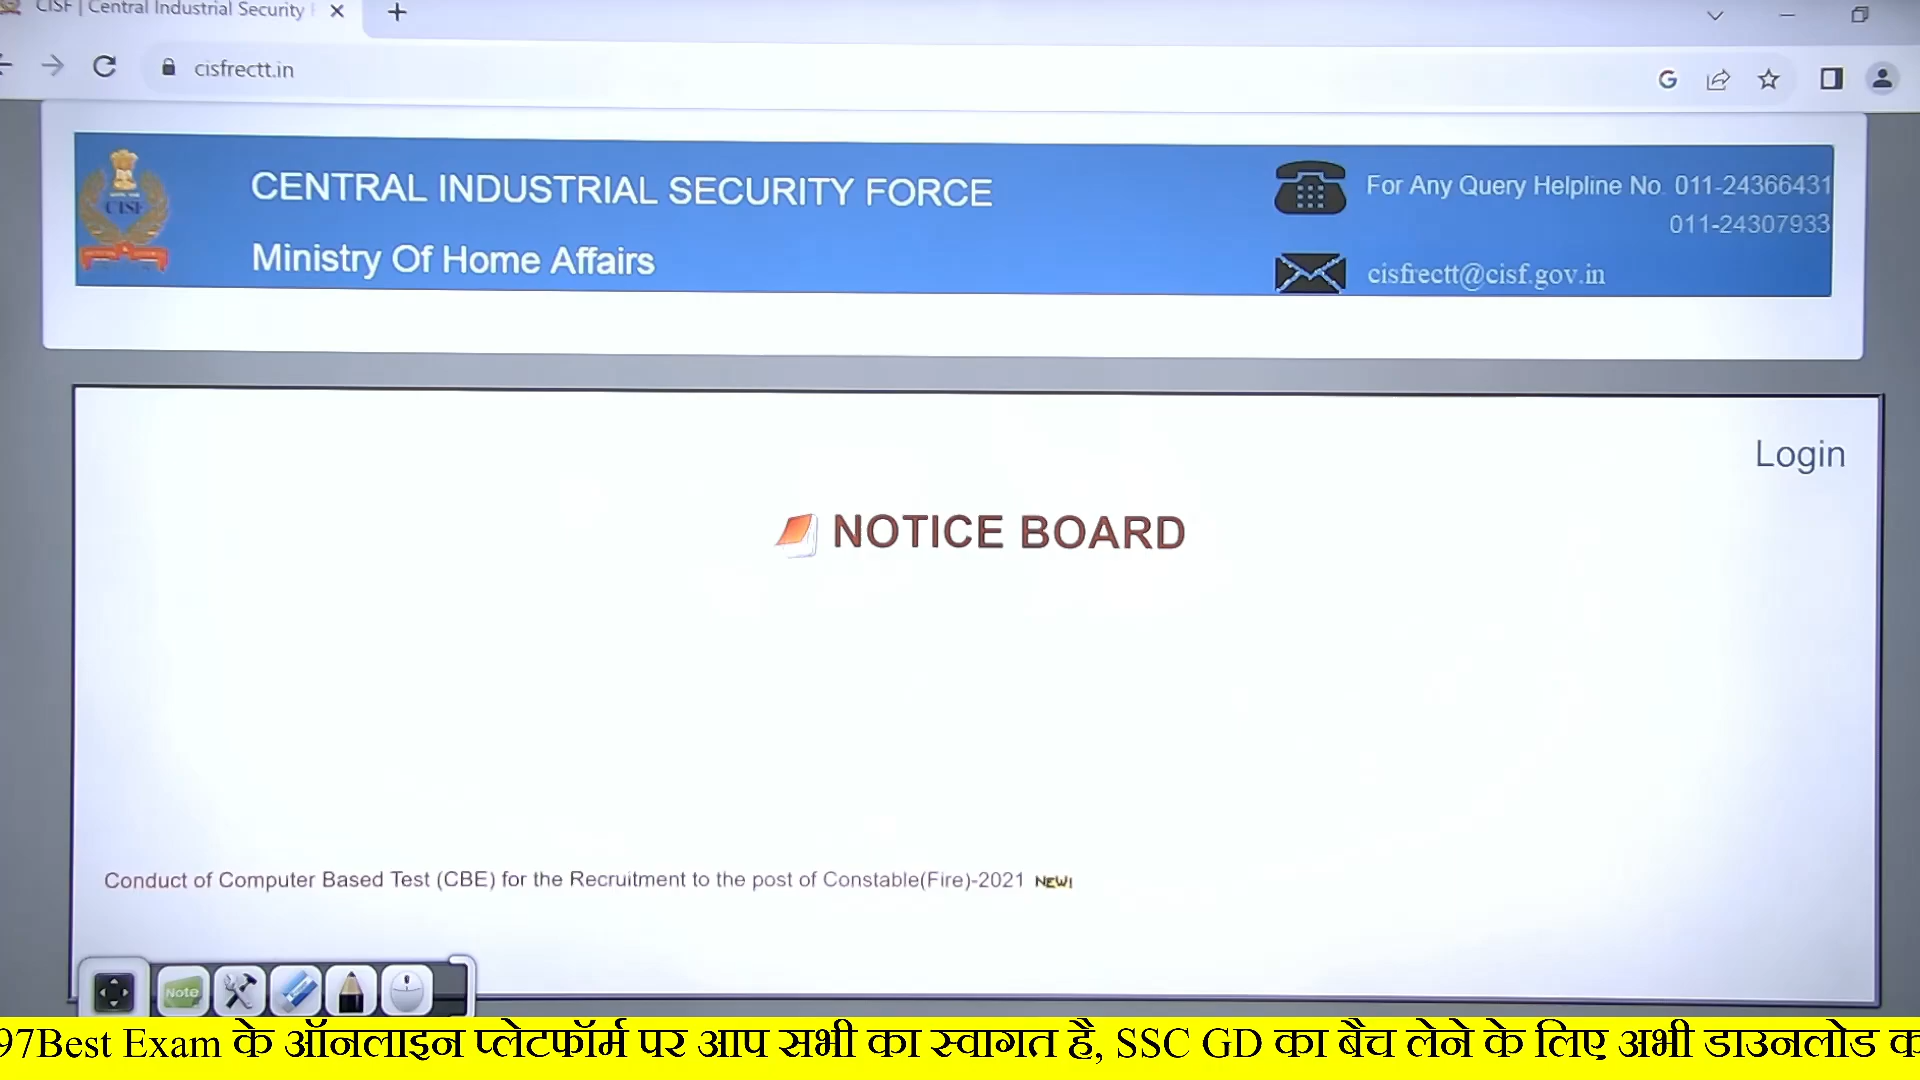 CISF | Central Industrial Security
cisfrectt.in
CISF
CENTRAL INDUSTRIAL SECURITY FORCE
Ministry Of Home Affairs
For Any Query Helpline No. 011-24366431
011-24307933
cisfrectt@cisf.gov.in
Login
NOTICE BOARD
Conduct of Computer Based Test (CBE) for the Recruitment to the post of Constable(Fire)-2021 NEW!
Note
97Best Exam के ऑनलाइन प्लेटफॉर्म पर आप सभी का स्वागत है, SSC GD का बैच लेने के लिए अभी डाउनलोड क